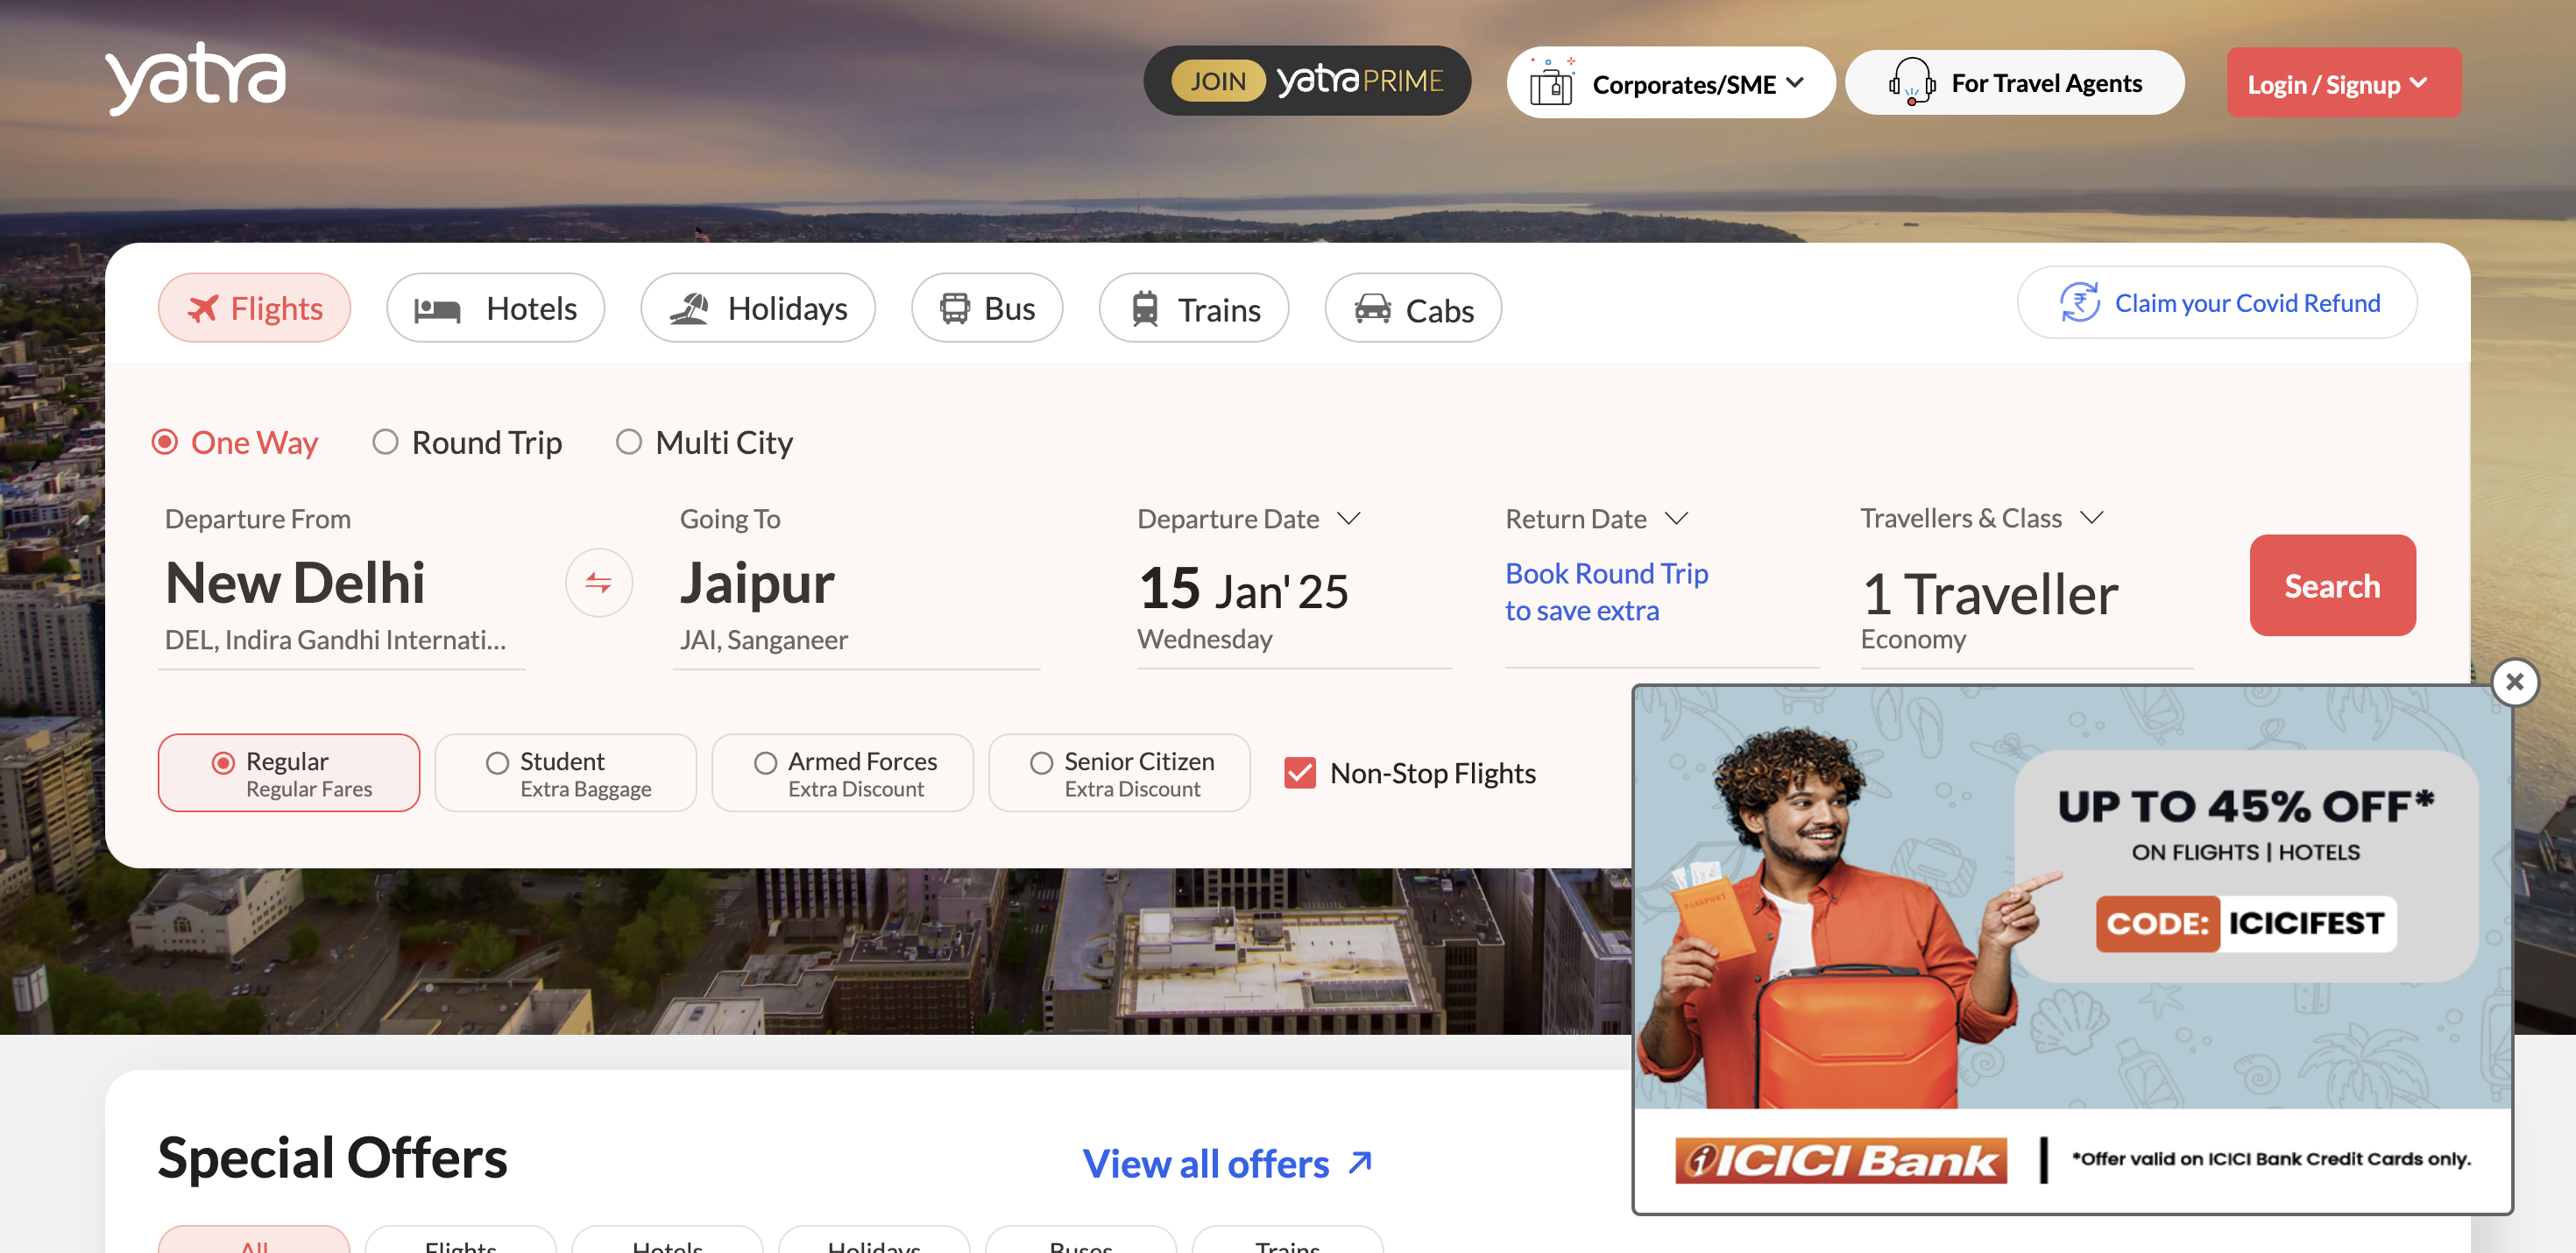 yatra
JOIN yatra PRIME
Corporates/SME
For Travel Agents
Login / Signup
Flights
Hotels
Holidays
Bus
Trains
Cabs
Claim your Covid Refund
One Way
Round Trip
Multi City
Departure From
New Delhi
DEL, Indira Gandhi Internati...
Going To
Jaipur
JAI, Sanganeer
Departure Date
15 Jan' 25
Wednesday
Return Date
Book Round Trip
to save extra
Travellers & Class
1 Traveller
Economy
Search
Regular
Regular Fares
Student
Extra Baggage
Armed Forces
Extra Discount
Senior Citizen
Extra Discount
Non-Stop Flights
PASSPORT
UP TO 45% OFF*
ON FLIGHTS | HOTELS
CODE: ICICIFEST
ICICI Bank
*Offer valid on ICICI Bank Credit Cards only.
Special Offers
View all offers
All
Flights
Hotels
Holidays
Buses
Trains